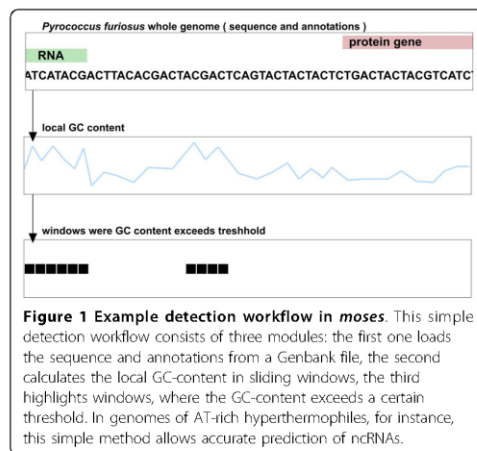 Pyrococcus furiosus whole genome ( sequence and annotations )
protein gene
RNA
ATCATACGACTTACACGACTACGACTCAGTACTACTACTCTGACTACTACGTCATCT
local GC content
windows were GC content exceeds treshhold
Figure 1 Example detection workflow in moses. This simple
detection workflow consists of three modules: the first one loads
the sequence and annotations from a Genbank file, the second
calculates the local GC-content in sliding windows, the third
highlights windows, where the GC-content exceeds a certain
threshold. In genomes of AT-rich hyperthermophiles, for instance,
this simple method allows accurate prediction of ncRNAs.